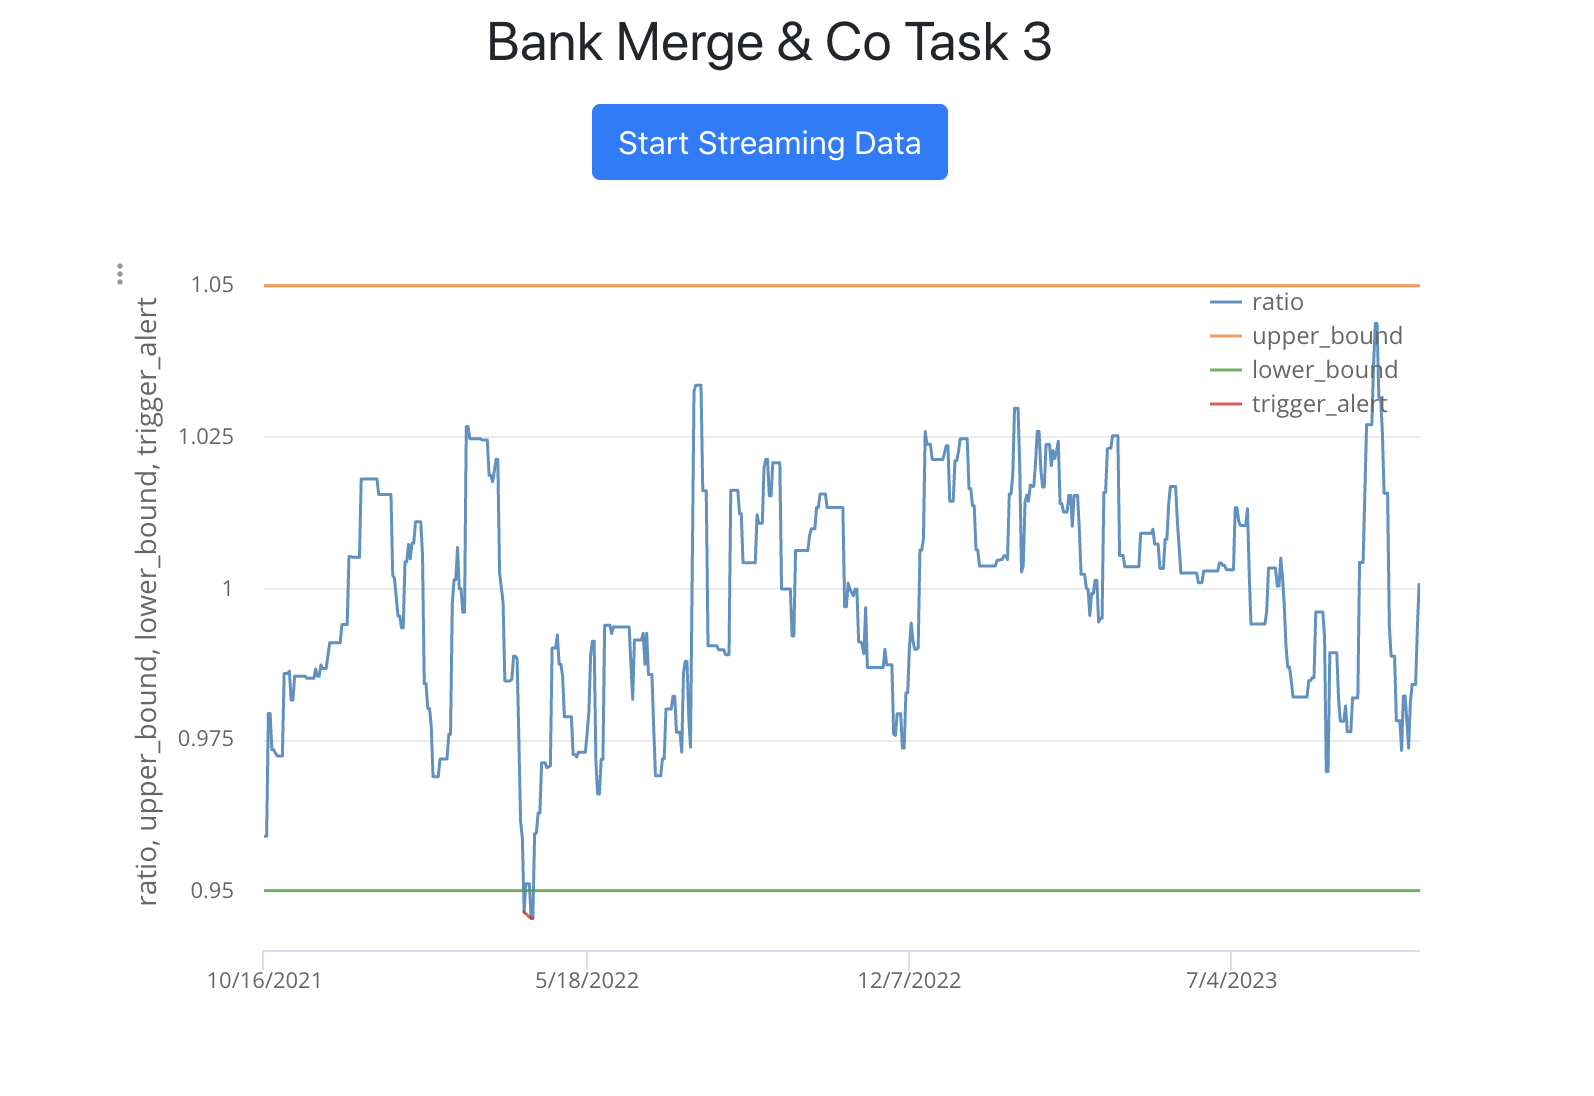 Bank Merge & Co Task 3
Start Streaming Data
ratio, upper_bound, lower_bound, trigger_alert
1.05
1.025
1
0.975
0.95
ratio
upper_bound
lower_bound
trigger_alert
10/16/2021
5/18/2022
12/7/2022
7/4/2023